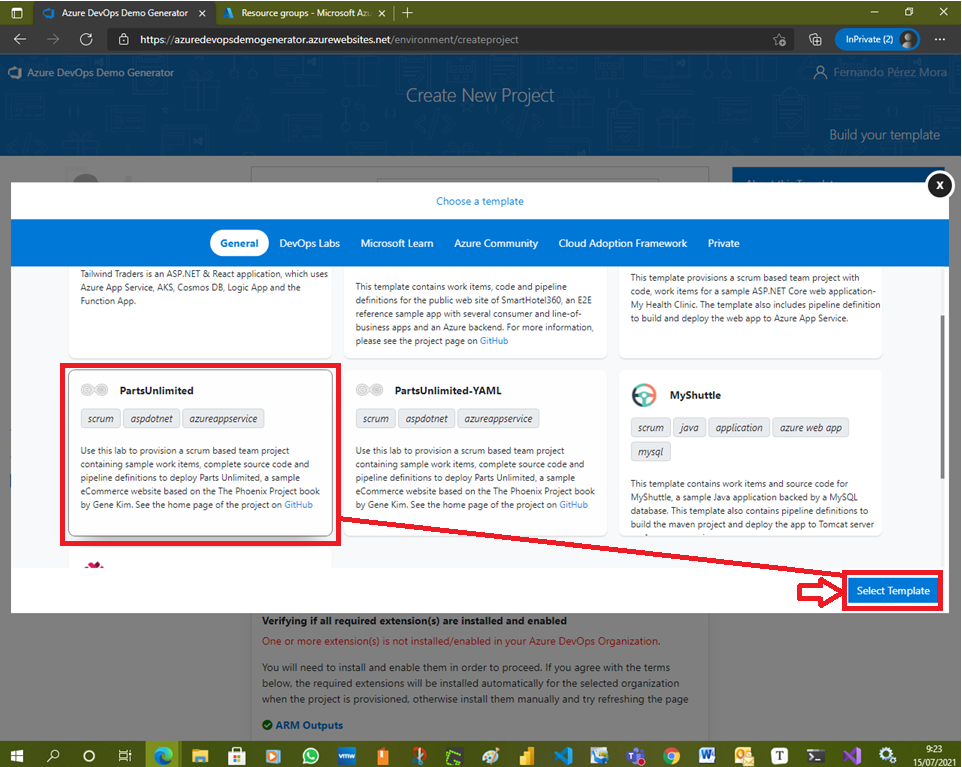 Azure DevOps Demo Generator
Resource groups - Microsoft Azu
https://azuredevopsdemogenerator.azurewebsites.net/environment/createproject
InPrivate (2)
Azure DevOps Demo Generator
Fernando Pérez Mora
Create New Project
Build your template
X
Choose a template
General
DevOps Labs
Microsoft Learn
Azure Community
Cloud Adoption Framework
Private
Tailwind Traders is an ASP.NET & React application, which uses
Azure App Service, AKS, Cosmos DB, Logic App and the
Function App.
This template contains work items, code and pipeline
definitions for the public web site of SmartHotel360, an E2E
reference sample app with several consumer and line-of-
business apps and an Azure backend. For more information,
please see the project page on GitHub
This template provisions a scrum based team project with
code, work items for a sample ASP.NET Core web application-
My Health Clinic. The template also includes pipeline definition
to build and deploy the web app to Azure App Service.
PartsUnlimited
scrum
aspdotnet
azureappservice
Use this lab to provision a scrum based team project
containing sample work items, complete source code and
pipeline definitions to deploy Parts Unlimited, a sample
eCommerce website based on the The Phoenix Project book
by Gene Kim. See the home page of the project on GitHub
PartsUnlimited-YAML
scrum
aspdotnet
azureappservice
Use this lab to provision a scrum based team project
containing sample work items, complete source code and
pipeline definitions to deploy Parts Unlimited, a sample
eCommerce website based on the The Phoenix Project book
by Gene Kim. See the home page of the project on GitHub
MyShuttle
scrum
java
application
azure web app
mysql
This template contains work items and source code for
MyShuttle, a sample Java application backed by a MySQL
database. This template also contains pipeline definitions to
build the maven project and deploy the app to Tomcat server
Select Template
Verifying if all required extension(s) are installed and enabled
One or more extension(s) is not installed/enabled in your Azure DevOps Organization.
You will need to install and enable them in order to proceed. If you agree with the terms
below, the required extensions will be installed automatically for the selected organization
when the project is provisioned, otherwise install them manually and try refreshing the page
ARM Outputs
vmw
9:23
15/07/2021